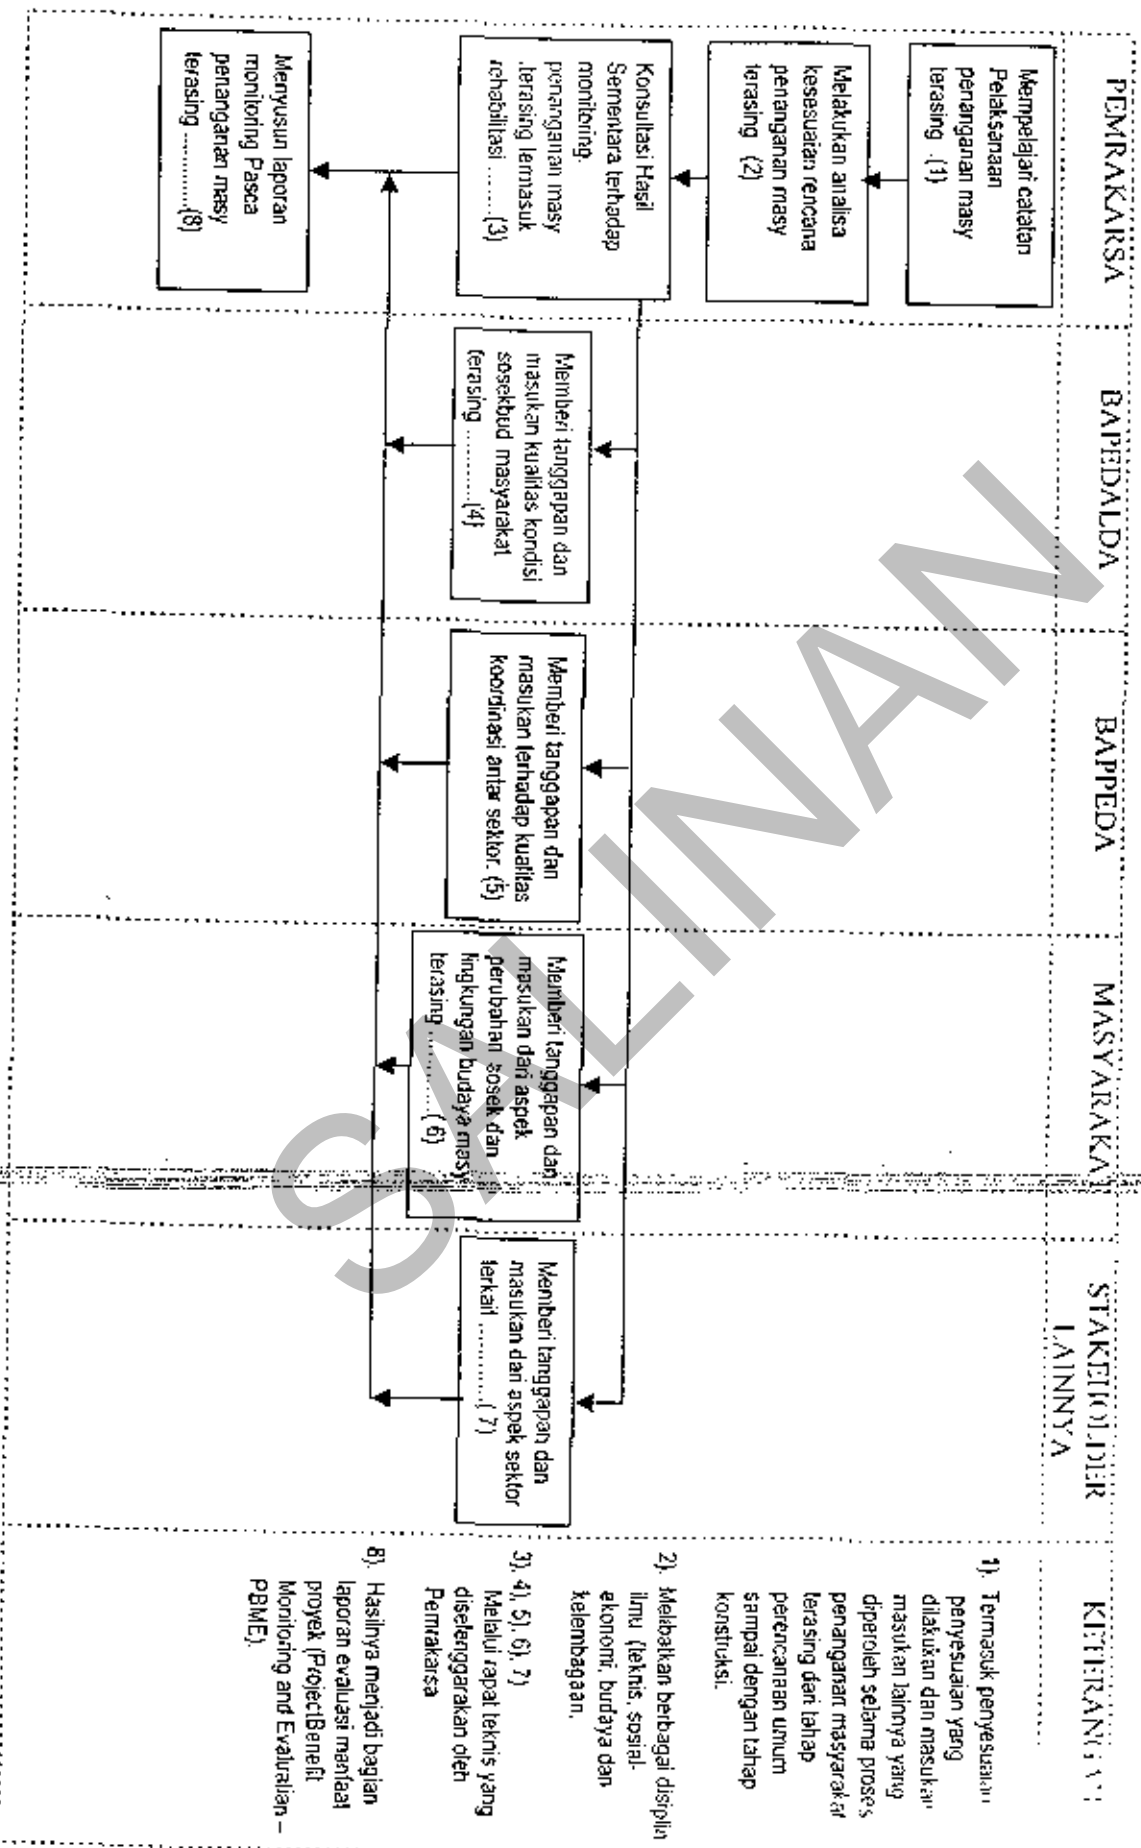 PEMRAKARSA
BAPEDALDA
BAPPEDA
MASYARAKAT
STAKEHOLDER
LAINNYA
Mempelajari catatan
Pelaksanaan
penanganan masy
terasing .(1)
Melakukan analisa
kesesuaian rencana
penanganan masy
terasing (2)
Konsultasi Hasil
Sementara terhadap
monitoring.
penanganan masy
.terasing termasuk
rehabilitasi ........(3)
Menyusun laporan
monitoring Pasca
penanganan masy
terasing ..............(8)
Memberi tanggapan dan
masukan kualitas kondisi
sosekbud masyarakat
terasing ............(4)
Memberi tanggapan dan
masukan terhadap kualitas
koordinasi antar sektor. (5)
Memberi tanggapan dan
masukan dari aspek
perubahan sosek dan
lingkungan budaya masy
terasing .............( 6)
Memberi tanggapan dan
masukan dari aspek sektor
terkait ............( 7)
1). Termasuk penyesuaian
penyesuaian yang
dilakukan dan masukan
masukan lainnya yang
diperoleh selama proses
penanganan masyarakat
terasing dari tahap
perencanaan umum
sampai dengan tahap
konstruksi.
2). Melibatkan berbagai disiplin
ilmu (teknis, sosial-
ekonomi, budaya dan
kelembagaan.
3), 4), 5), 6), 7)
Melalui rapat teknis yang
diselenggarakan oleh
Pemrakarsa
8). Hasilnya menjadi bagian
laporan evaluasi manfaat
proyek (ProjectBenefit
Monitoring and Evaluation –
PBME).
SALINAN